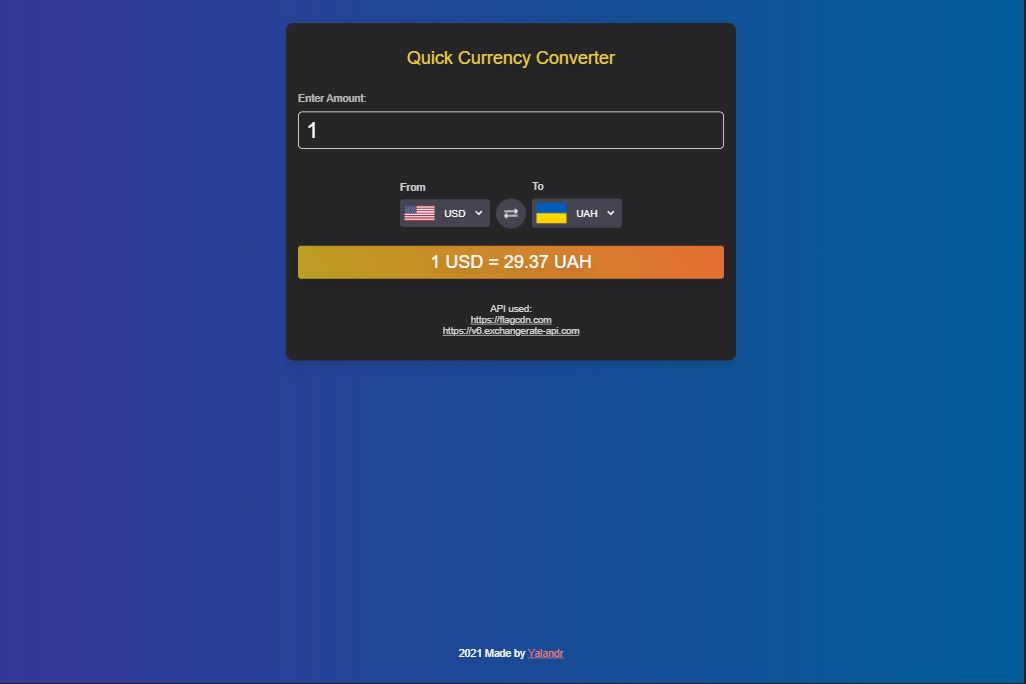 Quick Currency Converter
Enter Amount:
1
From
To
USD
UAH
1 USD = 29.37 UAH
API used:
https://flagcdn.com
https://v6.exchangerate-api.com
2021 Made by Yalandr